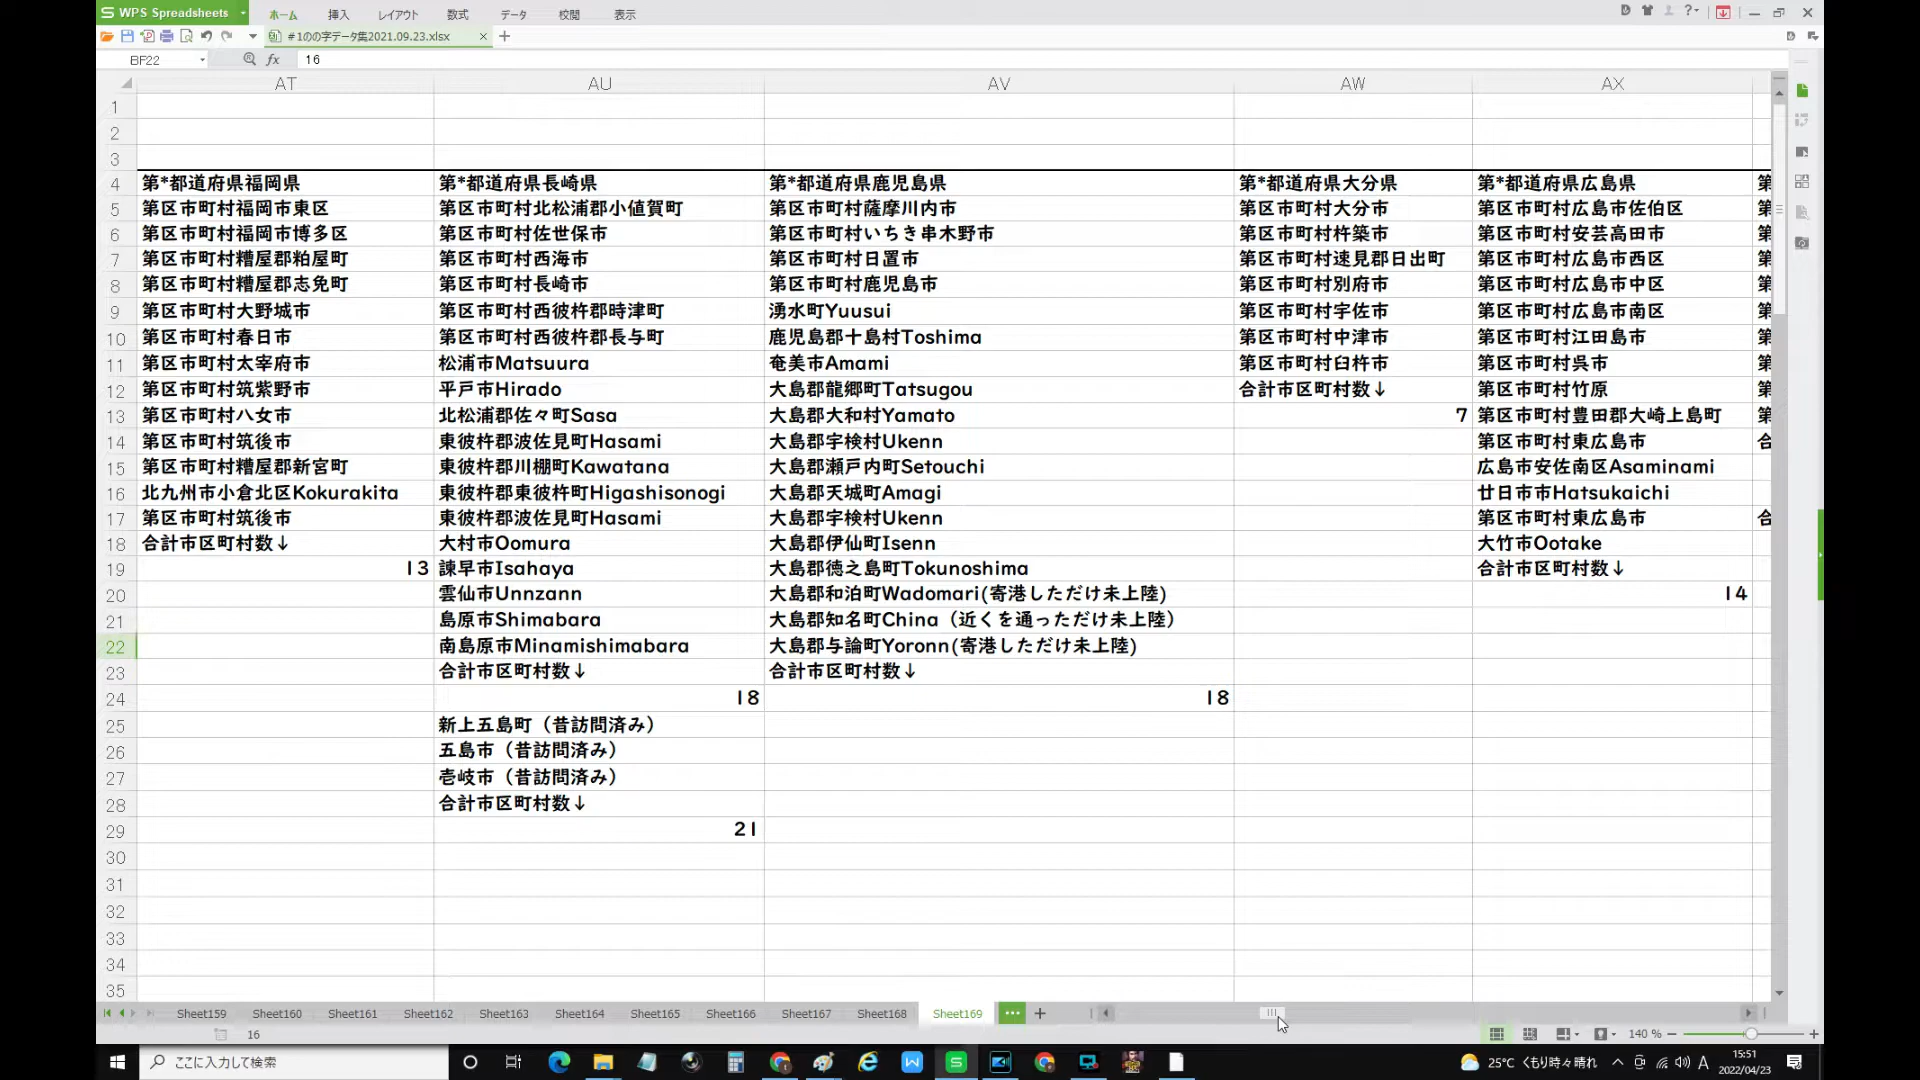 WPS Spreadsheets
ホーム 挿入 レイアウト 数式 データ 校閲 表示
#1のの字データ集2021.09.23.xlsx
BF22 fx 16
AT AU AV AW AX
1
2
3
4 第*都道府県福岡県 第*都道府県長崎県 第*都道府県鹿児島県 第*都道府県大分県 第*都道府県広島県 第
5 第区市町村福岡市東区 第区市町村北松浦郡小値賀町 第区市町村薩摩川内市 第区市町村大分市 第区市町村広島市佐伯区 第
6 第区市町村福岡市博多区 第区市町村佐世保市 第区市町村いちき串木野市 第区市町村杵築市 第区市町村安芸高田市 第
7 第区市町村糟屋郡粕屋町 第区市町村西海市 第区市町村日置市 第区市町村速見郡日出町 第区市町村広島市西区 第
8 第区市町村糟屋郡志免町 第区市町村長崎市 第区市町村鹿児島市 第区市町村別府市 第区市町村広島市中区 第
9 第区市町村大野城市 第区市町村西彼杵郡時津町 湧水町Yuusui 第区市町村宇佐市 第区市町村広島市南区 第
10 第区市町村春日市 第区市町村西彼杵郡長与町 鹿児島郡十島村Toshima 第区市町村中津市 第区市町村江田島市 第
11 第区市町村太宰府市 松浦市Matsuura 奄美市Amami 第区市町村臼杵市 第区市町村呉市 第
12 第区市町村筑紫野市 平戸市Hirado 大島郡龍郷町Tatsugou 合計市区町村数↓ 第区市町村竹原 第
13 第区市町村八女市 北松浦郡佐々町Sasa 大島郡大和村Yamato 7 第区市町村豊田郡大崎上島町 第
14 第区市町村筑後市 東彼杵郡波佐見町Hasami 大島郡宇検村Ukenn 第区市町村東広島市 合
15 第区市町村糟屋郡新宮町 東彼杵郡川棚町Kawatana 大島郡瀬戸内町Setouchi 広島市安佐南区Asaminami
16 北九州市小倉北区Kokurakita 東彼杵郡東彼杵町Higashisonogi 大島郡天城町Amagi 廿日市市Hatsukaichi
17 第区市町村筑後市 東彼杵郡波佐見町Hasami 大島郡宇検村Ukenn 第区市町村東広島市 合
18 合計市区町村数↓ 大村市Oomura 大島郡伊仙町Isenn 大竹市Ootake
19 13 諫早市Isahaya 大島郡徳之島町Tokunoshima 合計市区町村数↓
20 雲仙市Unnzann 大島郡和泊町Wadomari(寄港しただけ未上陸) 14
21 島原市Shimabara 大島郡知名町China（近くを通っただけ未上陸）
22 南島原市Minamishimabara 大島郡与論町Yoronn(寄港しただけ未上陸)
23 合計市区町村数↓ 合計市区町村数↓
24 18 18
25 新上五島町（昔訪問済み）
26 五島市（昔訪問済み）
27 壱岐市（昔訪問済み）
28 合計市区町村数↓
29 21
30
31
32
33
34
35
Sheet159 Sheet160 Sheet161 Sheet162 Sheet163 Sheet164 Sheet165 Sheet166 Sheet167 Sheet168 Sheet169
16 140 %
ここに入力して検索 25°C くもり時々晴れ A 15:51
2022/04/23